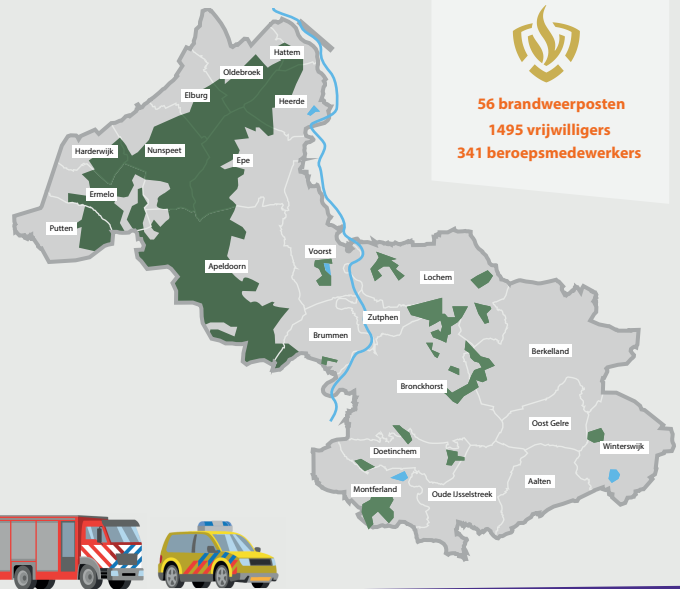 56 brandweerposten
1495 vrijwilligers
341 beroepsmedewerkers
Hattem
Oldebroek
Elburg
Heerde
Harderwijk
Nunspeet
Epe
Ermelo
Putten
Apeldoorn
Voorst
Lochem
Zutphen
Brummen
Berkelland
Bronckhorst
Oost Gelre
Winterswijk
Doetinchem
Aalten
Montferland
Oude IJsselstreek